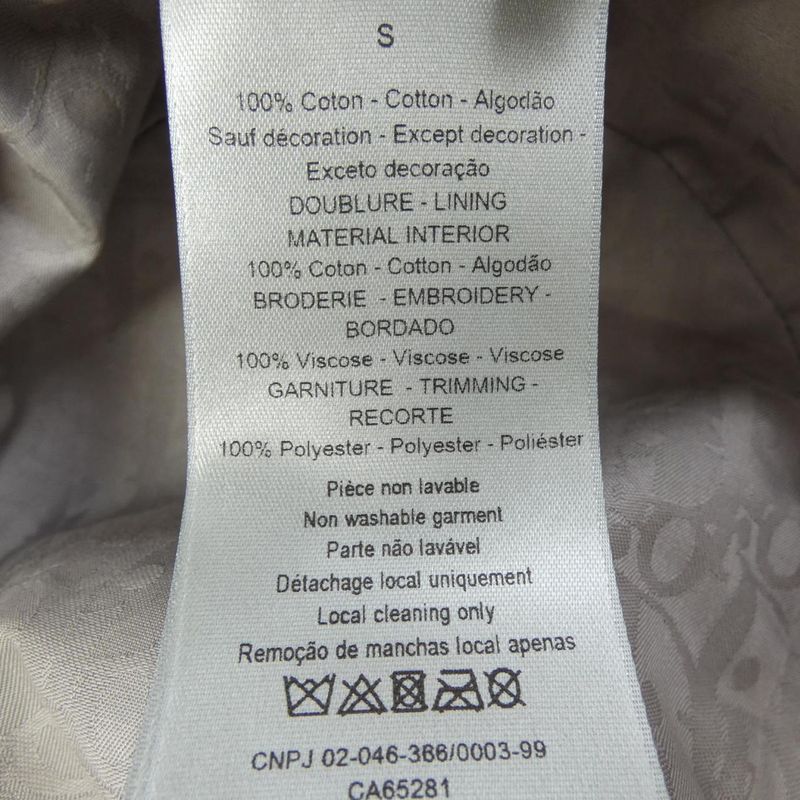 S
100% Coton - Cotton - Algodão
Sauf décoration - Except decoration -
Exceto decoração
DOUBLURE - LINING
MATERIAL INTERIOR
100% Coton - Cotton - Algodão
BRODERIE - EMBROIDERY -
BORDADO
100% Viscose - Viscose - Viscose
GARNITURE - TRIMMING -
RECORTE
100% Polyester - Polyester - Poliéster
Pièce non lavable
Non washable garment
Parte não lavável
Détachage local uniquement
Local cleaning only
Remoção de manchas local apenas
CNPJ 02-046-366/0003-99
CA65281